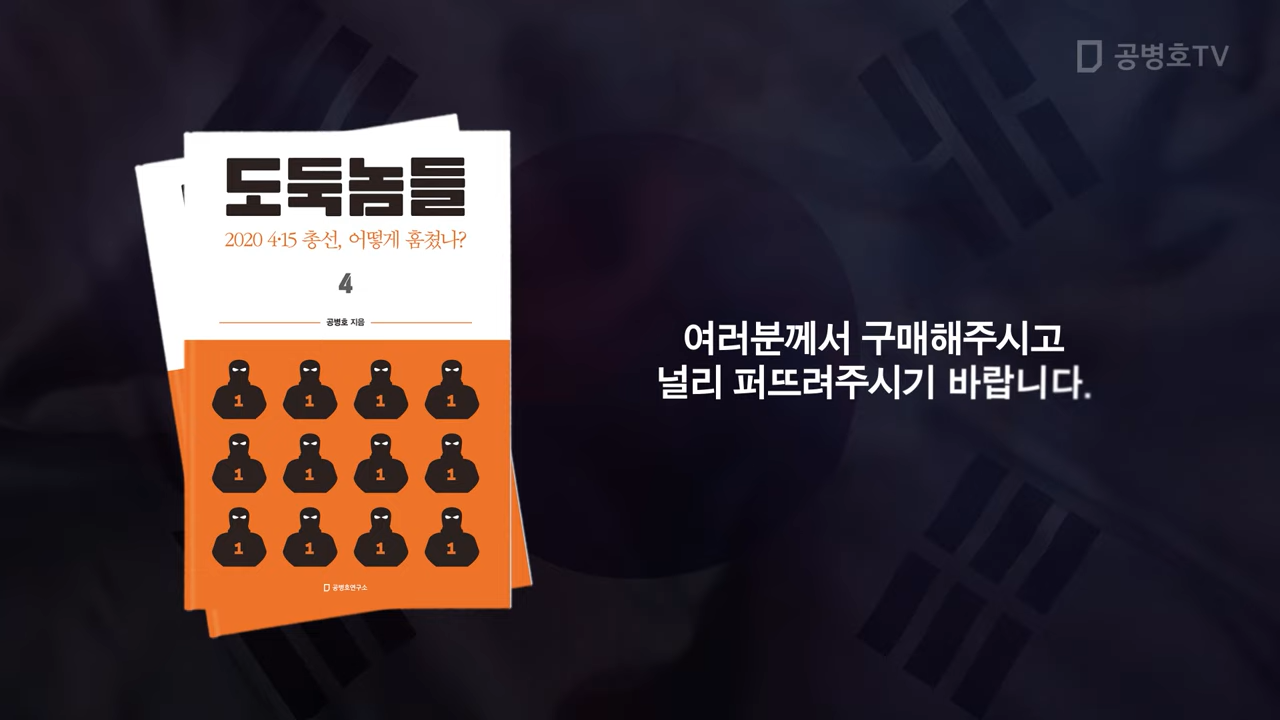 공병호TV
도둑놈들
2020 4·15 총선, 어떻게 훔쳤나?
4
공병호 지음
1 1 1 1
1 1 1 1
1 1 1 1
공병호연구소
여러분께서 구매해주시고
널리 퍼뜨려주시기 바랍니다.